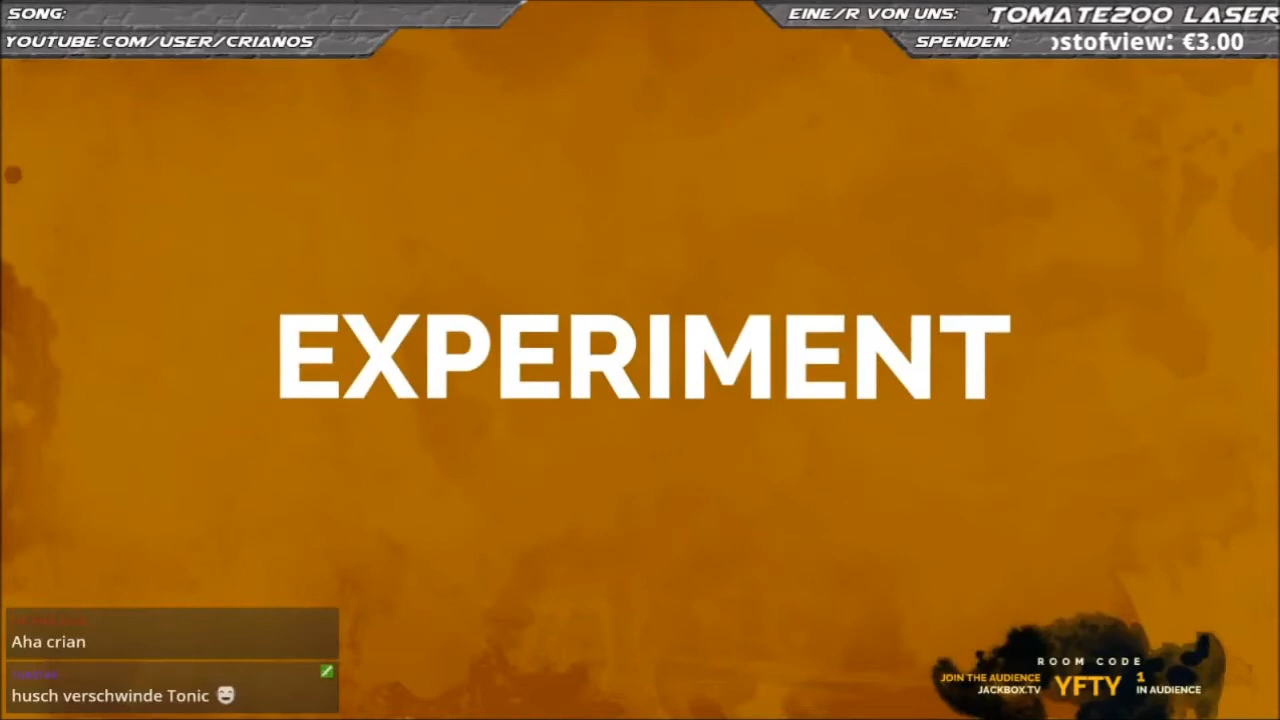 SONG:
YOUTUBE.COM/USER/CRIANOS
EINE/R VON UNS: TOMATE200 LASER
SPENDEN: ostofview: €3.00
EXPERIMENT
Aha crian
husch verschwinde Tonic
ROOM CODE
JOIN THE AUDIENCE
JACKBOX.TV
YFTY
1
IN AUDIENCE